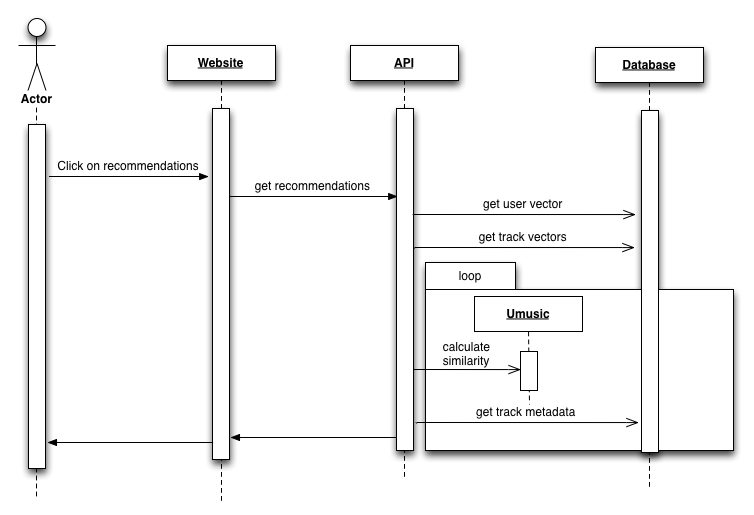 Website
API
Database
Actor
Click on recommendations
get recommendations
get user vector
get track vectors
loop
Umusic
calculate
similarity
get track metadata